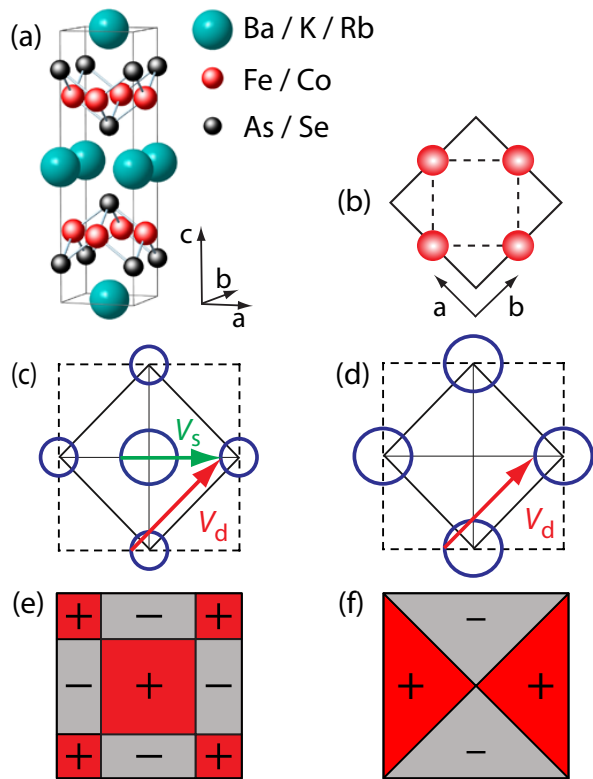 (a)
Ba / K / Rb
Fe / Co
As / Se
c
b
a
(b)
a
b
(c)
Vs
Vd
(d)
Vd
(e)
+ − +
− + −
+ − +
(f)
−
+ +
−